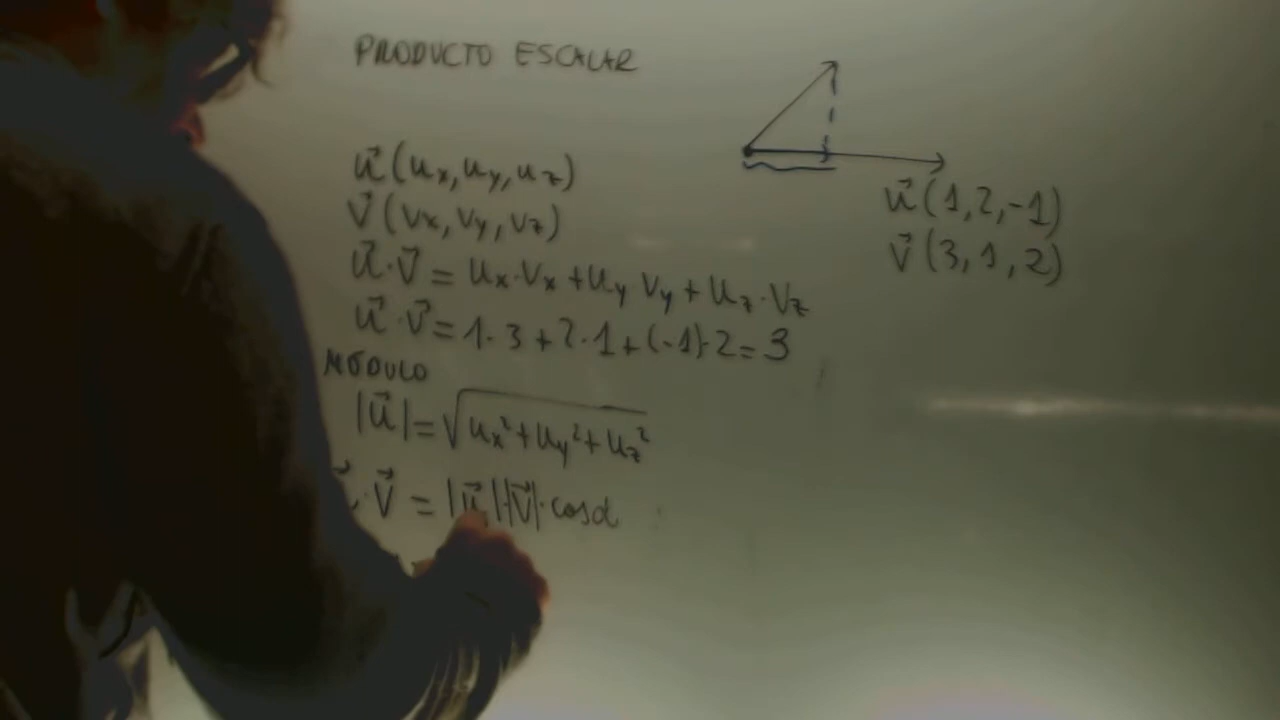 PRODUCTO ESCALAR
u⃗(ux, uy, uz)
v⃗(vx, vy, vz)
u⃗·v⃗ = ux·vx + uy vy + uz·vz
u⃗·v⃗ = 1·3 + 2·1 + (-1)·2 = 3
MÓDULO
|u⃗| = √(ux² + uy² + uz²)
·v⃗ = |u⃗||v⃗|·cosα
u⃗(1,2,-1)
v⃗(3,1,2)